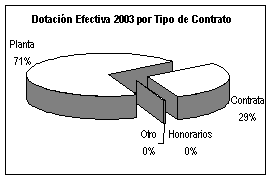 Dotación Efectiva 2003 por Tipo de Contrato
Planta
71%
Contrata
29%
Otro
0%
Honorarios
0%